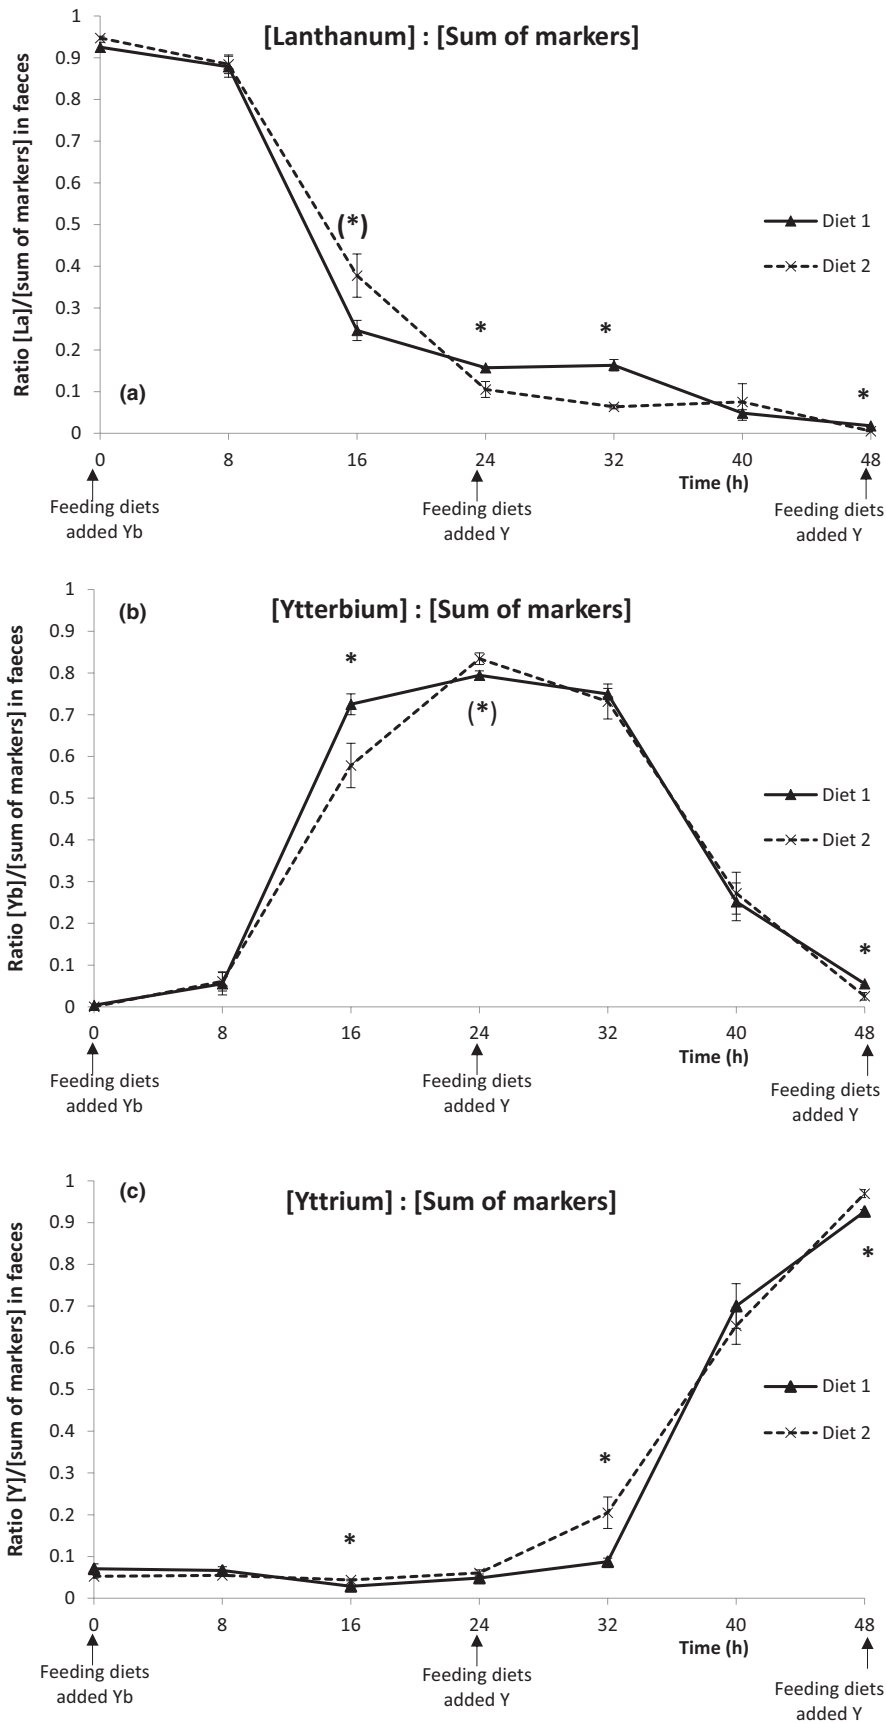 [Lanthanum] : [Sum of markers]
Ratio [La]/[sum of markers] in faeces
1
0.9
0.8
0.7
0.6
0.5
0.4
0.3
0.2
0.1
0
(*)
*
*
*
Diet 1
Diet 2
(a)
0 8 16 24 32 40 48
Time (h)
Feeding diets
added Yb
Feeding diets
added Y
Feeding diets
added Y
(b)
[Ytterbium] : [Sum of markers]
Ratio [Yb]/[sum of markers] in faeces
1
0.9
0.8
0.7
0.6
0.5
0.4
0.3
0.2
0.1
0
*
(*)
*
Diet 1
Diet 2
0 8 16 24 32 40 48
Time (h)
Feeding diets
added Yb
Feeding diets
added Y
Feeding diets
added Y
(c)
[Yttrium] : [Sum of markers]
Ratio [Y]/[sum of markers] in faeces
1
0.9
0.8
0.7
0.6
0.5
0.4
0.3
0.2
0.1
0
*
*
*
Diet 1
Diet 2
0 8 16 24 32 40 48
Time (h)
Feeding diets
added Yb
Feeding diets
added Y
Feeding diets
added Y